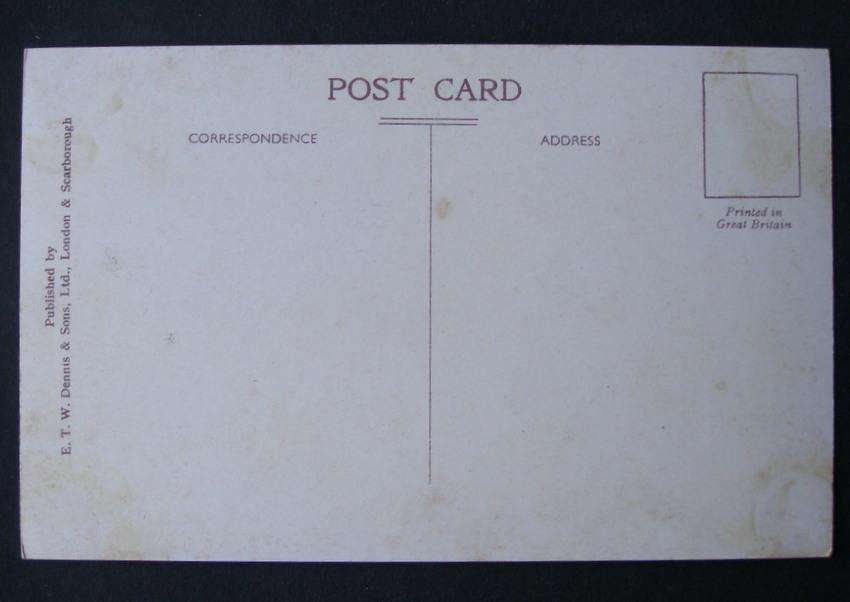 POST CARD
CORRESPONDENCE
ADDRESS
Printed in
Great Britain
Published by
E. T. W. Dennis & Sons, Ltd., London & Scarborough